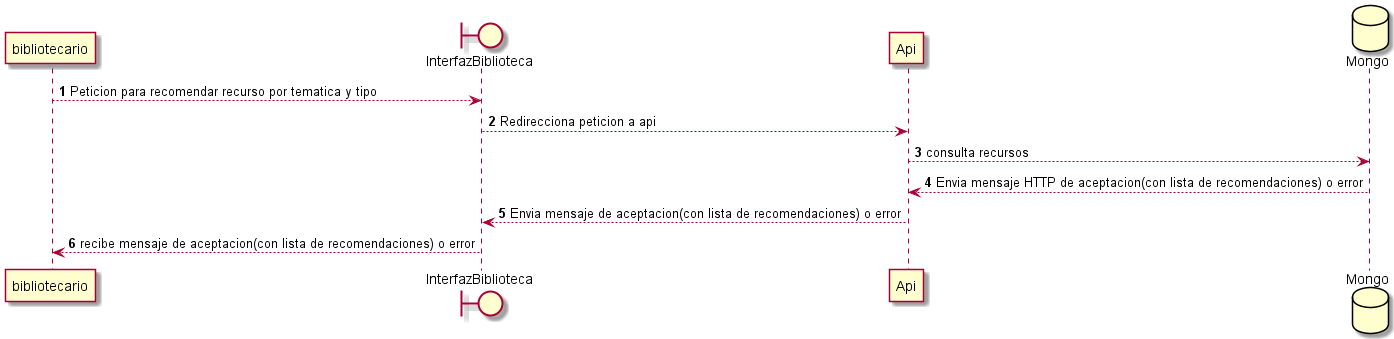 bibliotecario
InterfazBiblioteca
Api
Mongo
1 Peticion para recomendar recurso por tematica y tipo
2 Redirecciona peticion a api
3 consulta recursos
4 Envia mensaje HTTP de aceptacion(con lista de recomendaciones) o error
5 Envia mensaje de aceptacion(con lista de recomendaciones) o error
6 recibe mensaje de aceptacion(con lista de recomendaciones) o error
bibliotecario
InterfazBiblioteca
Api
Mongo